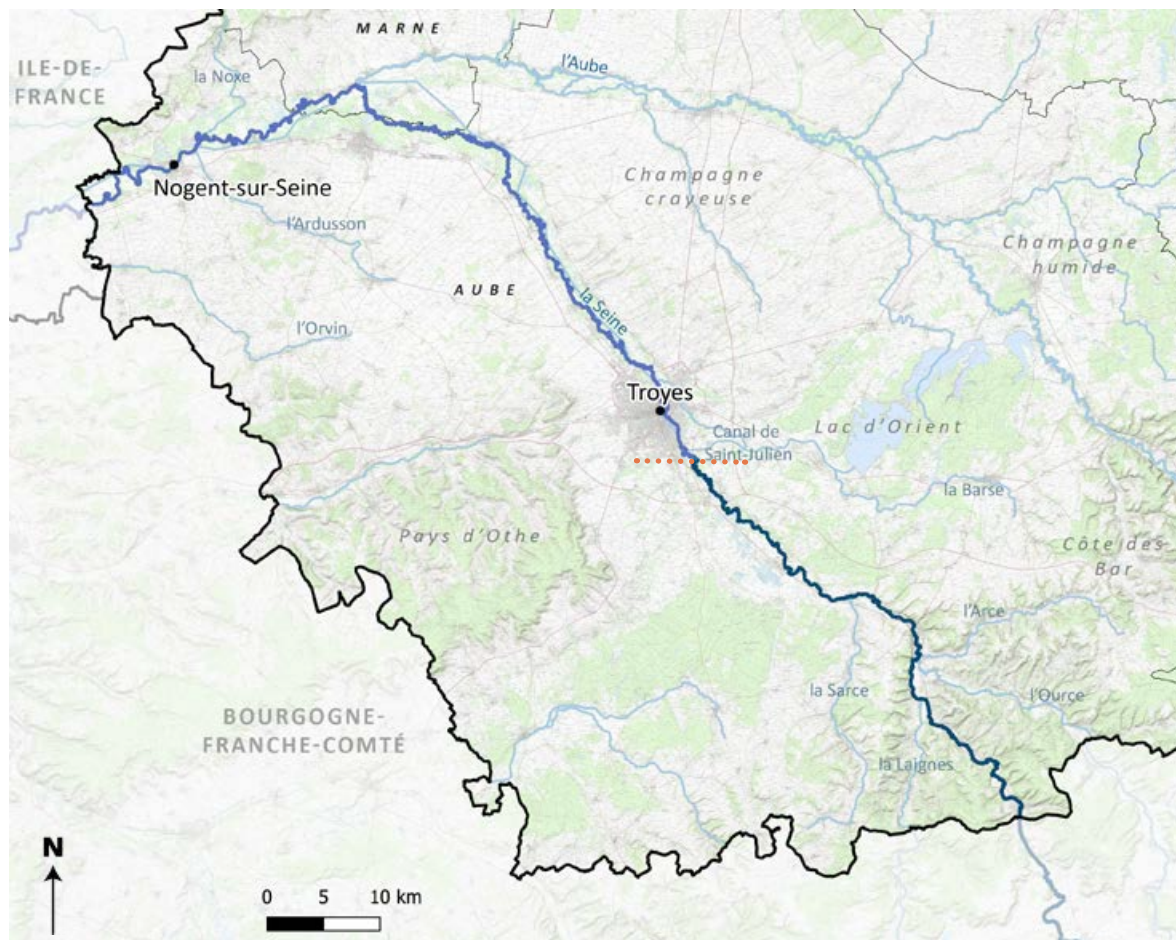 MARNE
l'Aube
ILE-DE-
FRANCE
la Noxe
Nogent-sur-Seine
Champagne
crayeuse
l'Ardusson
Champagne
humide
AUBE
la Seine
l'Orvin
Troyes
Canal de
Saint-Julien
Lac d'Orient
la Barse
Pays d'Othe
Côte des
Bar
l'Arce
la Sarce
l'Ource
BOURGOGNE-
FRANCHE-COMTÉ
la Laignes
N
0 5 10 km